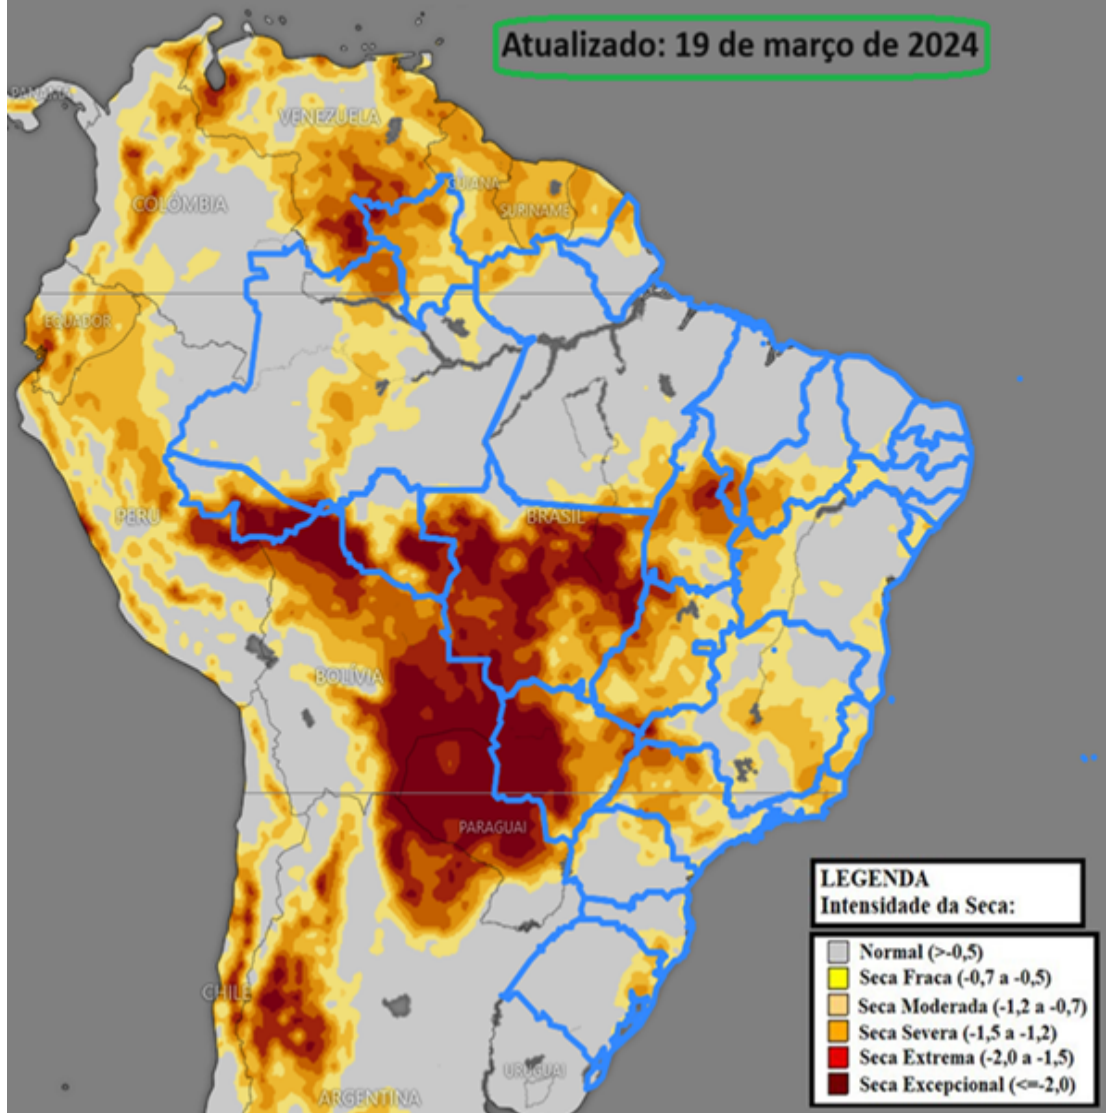 Atualizado: 19 de março de 2024
PANAMÁ
VENEZUELA
GUIANA
COLÔMBIA
SURINAME
EQUADOR
PERU
BRASIL
BOLÍVIA
PARAGUAI
CHILE
URUGUAI
ARGENTINA
LEGENDA
Intensidade da Seca:
Normal (>-0,5)
Seca Fraca (-0,7 a -0,5)
Seca Moderada (-1,2 a -0,7)
Seca Severa (-1,5 a -1,2)
Seca Extrema (-2,0 a -1,5)
Seca Excepcional (<=-2,0)